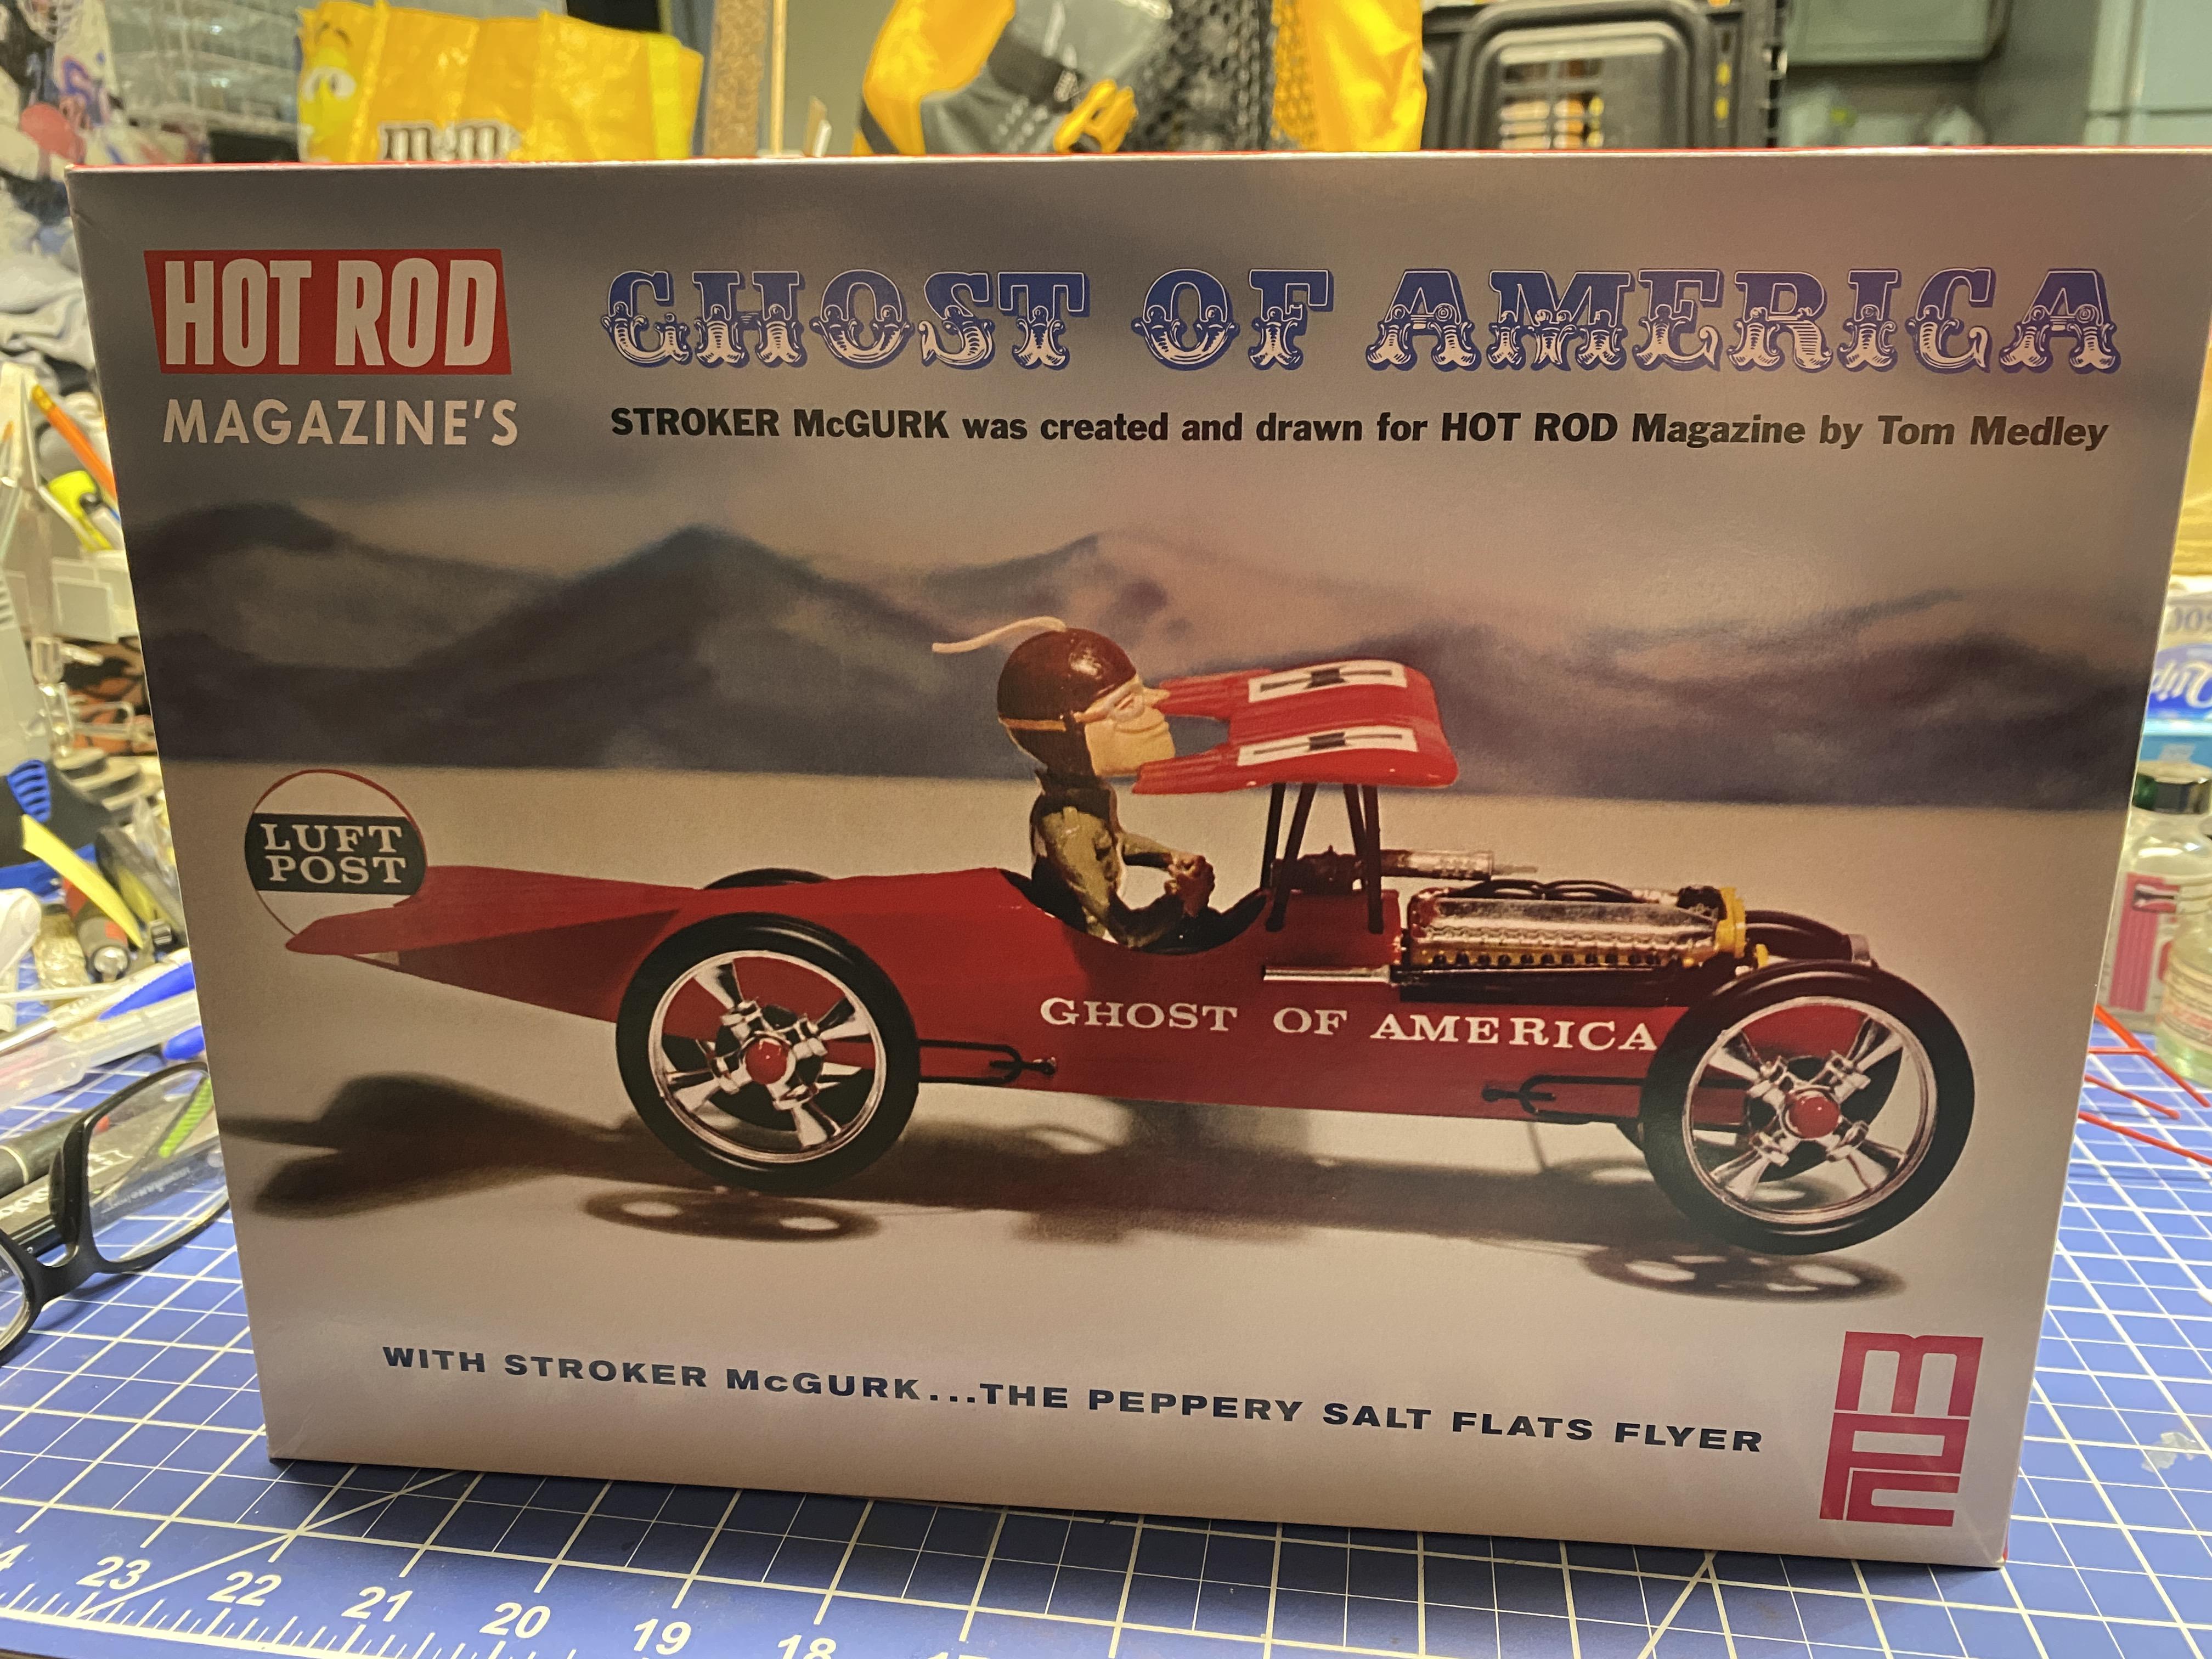 m&m's
HOT ROD
MAGAZINE'S
GHOST OF AMERICA
STROKER McGURK was created and drawn for HOT ROD Magazine by Tom Medley
LUFT
POST
GHOST OF AMERICA
WITH STROKER McGURK...THE PEPPERY SALT FLATS FLYER
mpc
23 22 21 20 19 18